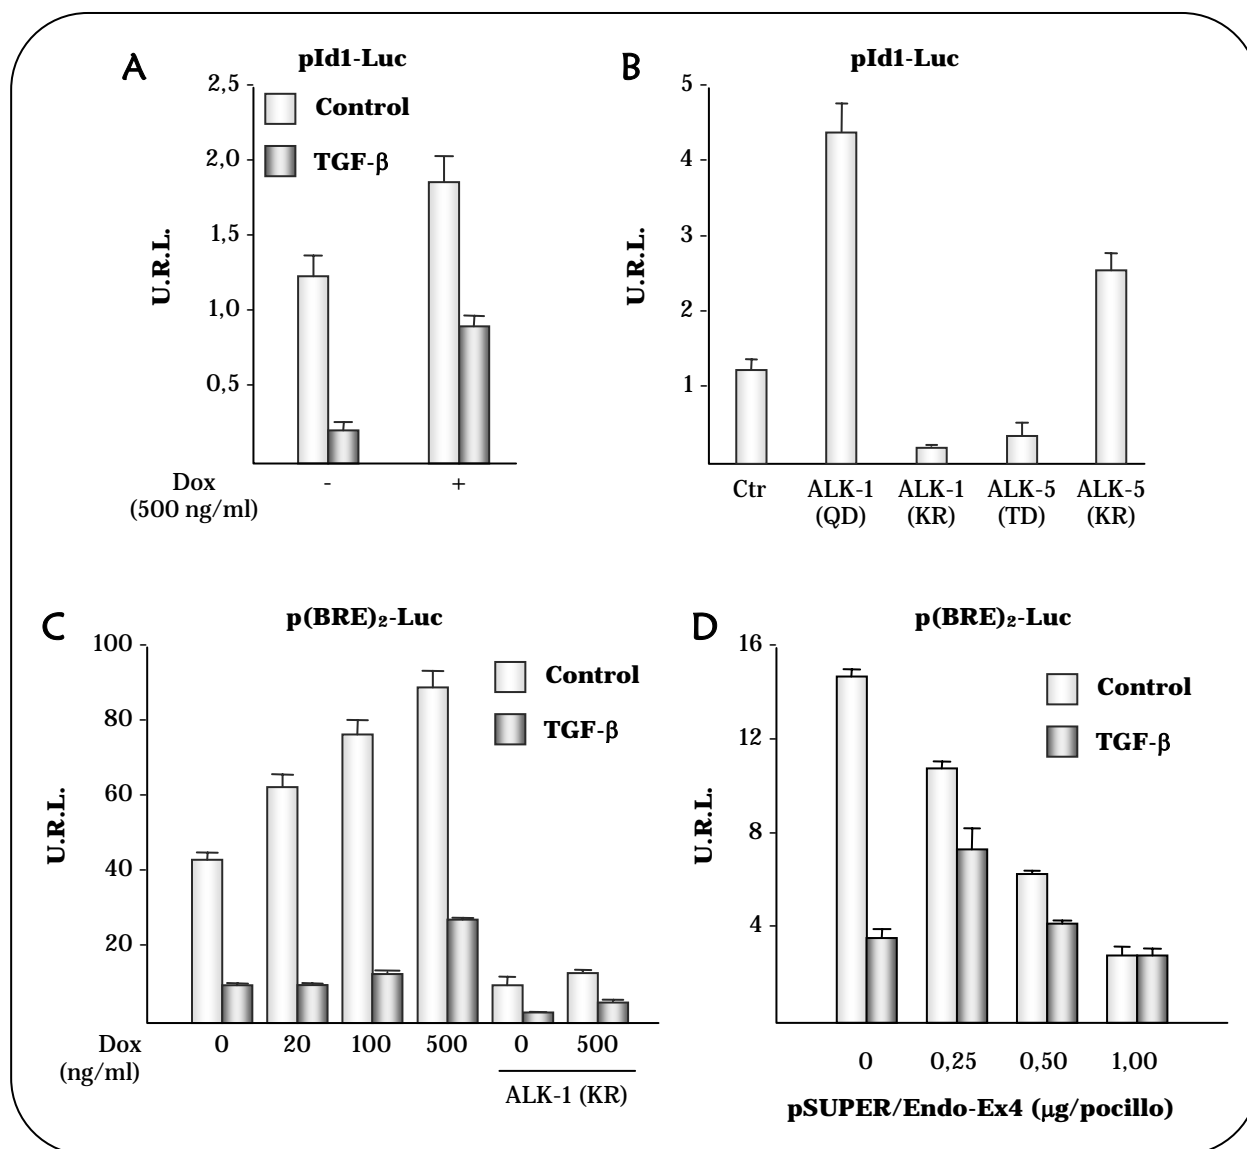 A
pId1-Luc
2,5
2,0
1,5
1,0
0,5
U.R.L.
Control
TGF-β
Dox - +
(500 ng/ml)
B
pId1-Luc
5
4
3
2
1
U.R.L.
Ctr ALK-1 ALK-1 ALK-5 ALK-5
(QD) (KR) (TD) (KR)
C
p(BRE)₂-Luc
100
80
60
40
20
U.R.L.
Control
TGF-β
Dox 0 20 100 500 0 500
(ng/ml)
ALK-1 (KR)
D
p(BRE)₂-Luc
16
12
8
4
U.R.L.
Control
TGF-β
0 0,25 0,50 1,00
pSUPER/Endo-Ex4 (μg/pocillo)